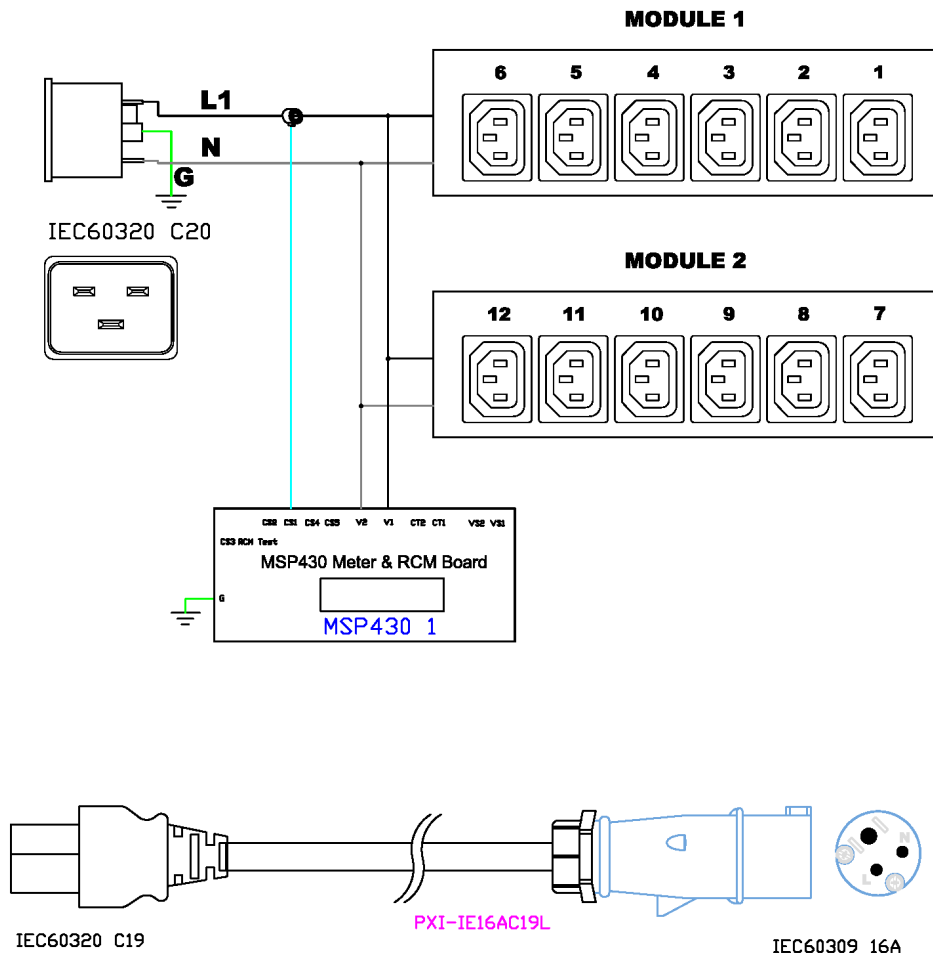 MODULE 1
6 5 4 3 2 1
L1
N
G
IEC60320 C20
MODULE 2
12 11 10 9 8 7
CS2 CS1 CS4 CS5 V2 V1 CT2 CT1 VS2 VS1
CS3 RCM Test
MSP430 Meter & RCM Board
G
MSP430 1
N
L
PXI-IE16AC19L
IEC60320 C19
IEC60309 16A